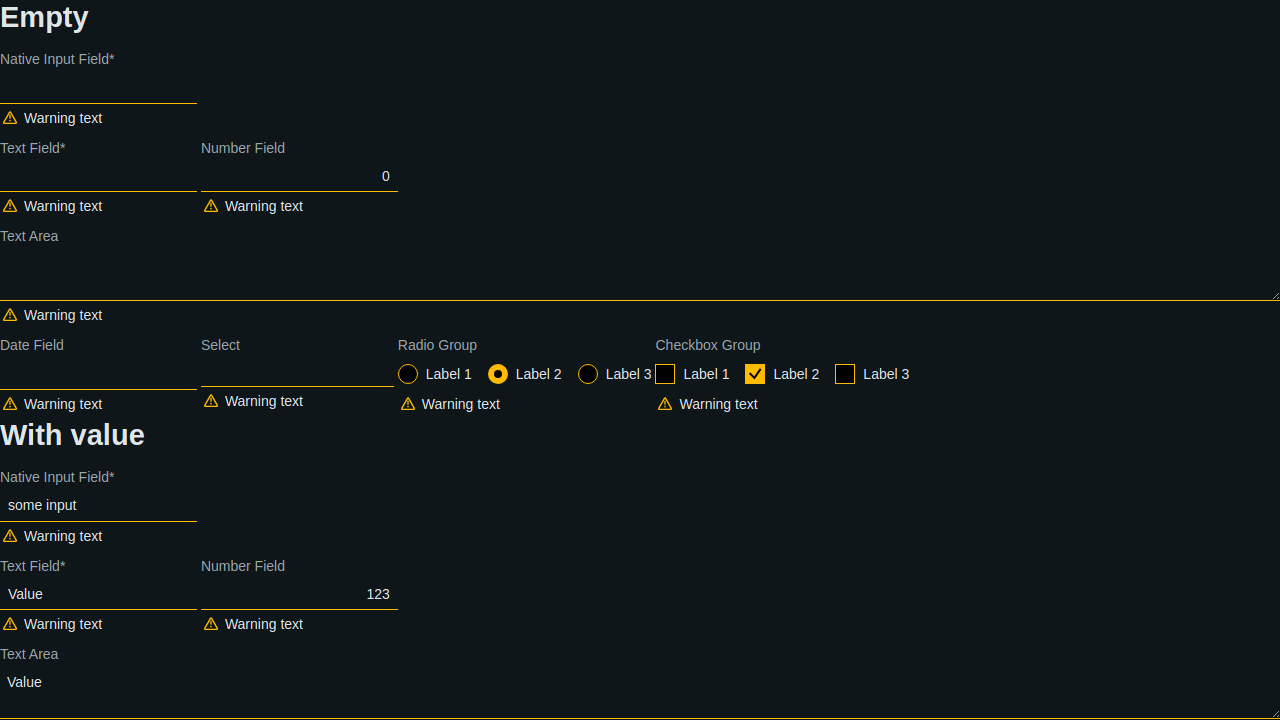 Empty
Native Input Field*
Warning text
Text Field* Number Field
0
Warning text Warning text
Text Area
Warning text
Date Field Select Radio Group Checkbox Group
Label 1 Label 2 Label 3 Label 1 Label 2 Label 3
Warning text Warning text Warning text Warning text
With value
Native Input Field*
some input
Warning text
Text Field* Number Field
Value 123
Warning text Warning text
Text Area
Value